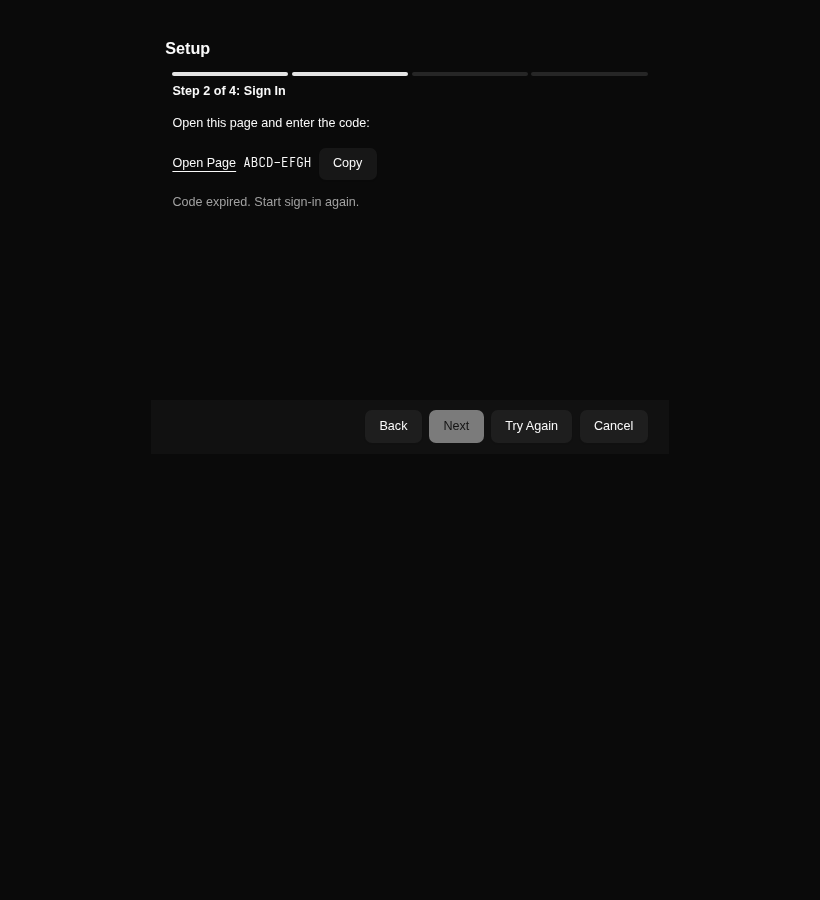 Setup
Step 2 of 4: Sign In
Open this page and enter the code:
Open Page ABCD-EFGH Copy
Code expired. Start sign-in again.
Back Next Try Again Cancel